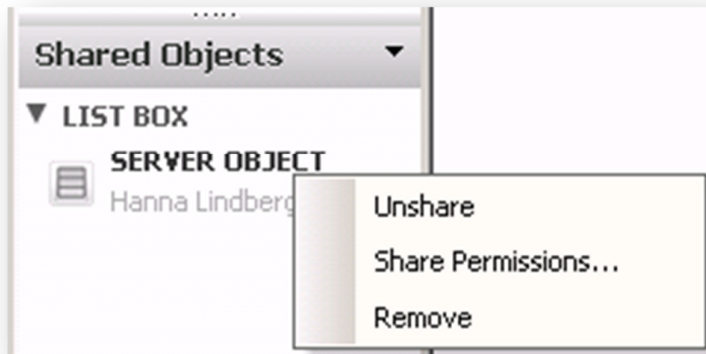 Shared Objects
LIST BOX
SERVER OBJECT
Hanna Lindberg
Unshare
Share Permissions...
Remove